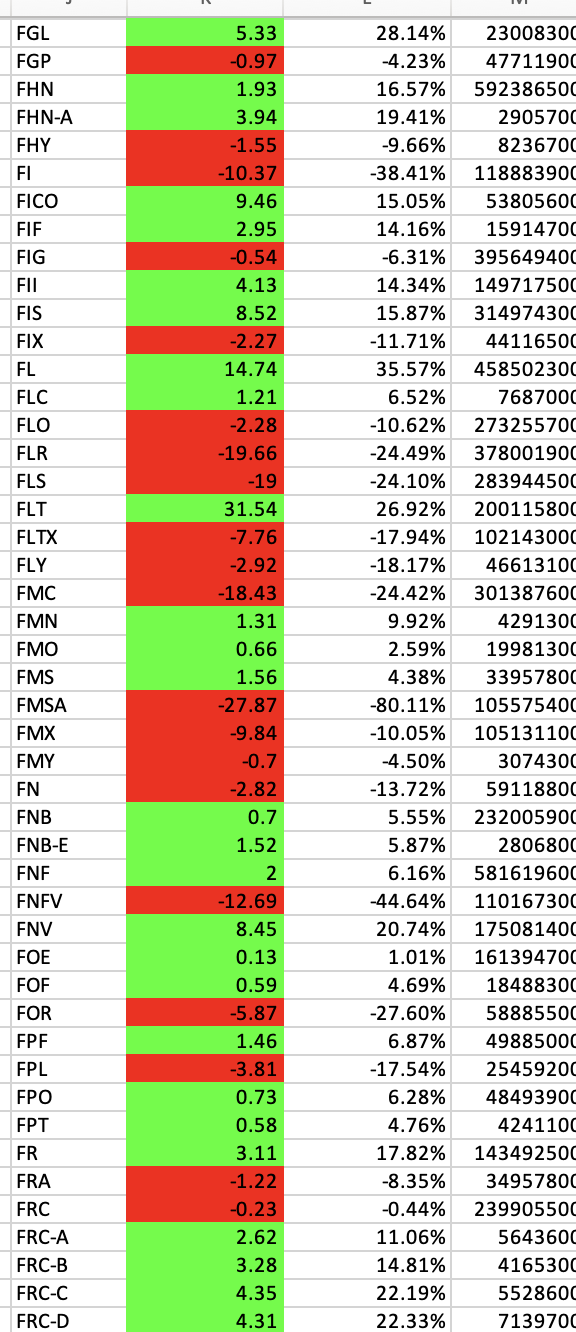 FGL 5.33 28.14% 23008300
FGP -0.97 -4.23% 47711900
FHN 1.93 16.57% 592386500
FHN-A 3.94 19.41% 2905700
FHY -1.55 -9.66% 8236700
FI -10.37 -38.41% 118883900
FICO 9.46 15.05% 53805600
FIF 2.95 14.16% 15914700
FIG -0.54 -6.31% 395649400
FII 4.13 14.34% 149717500
FIS 8.52 15.87% 314974300
FIX -2.27 -11.71% 44116500
FL 14.74 35.57% 458502300
FLC 1.21 6.52% 7687000
FLO -2.28 -10.62% 273255700
FLR -19.66 -24.49% 378001900
FLS -19 -24.10% 283944500
FLT 31.54 26.92% 200115800
FLTX -7.76 -17.94% 102143000
FLY -2.92 -18.17% 46613100
FMC -18.43 -24.42% 301387600
FMN 1.31 9.92% 4291300
FMO 0.66 2.59% 19981300
FMS 1.56 4.38% 33957800
FMSA -27.87 -80.11% 105575400
FMX -9.84 -10.05% 105131100
FMY -0.7 -4.50% 3074300
FN -2.82 -13.72% 59118800
FNB 0.7 5.55% 232005900
FNB-E 1.52 5.87% 2806800
FNF 2 6.16% 581619600
FNFV -12.69 -44.64% 110167300
FNV 8.45 20.74% 175081400
FOE 0.13 1.01% 161394700
FOF 0.59 4.69% 18488300
FOR -5.87 -27.60% 58885500
FPF 1.46 6.87% 49885000
FPL -3.81 -17.54% 25459200
FPO 0.73 6.28% 48493900
FPT 0.58 4.76% 4241100
FR 3.11 17.82% 143492500
FRA -1.22 -8.35% 34957800
FRC -0.23 -0.44% 239905500
FRC-A 2.62 11.06% 5643600
FRC-B 3.28 14.81% 4165300
FRC-C 4.35 22.19% 5528600
FRC-D 4.31 22.33% 7139700